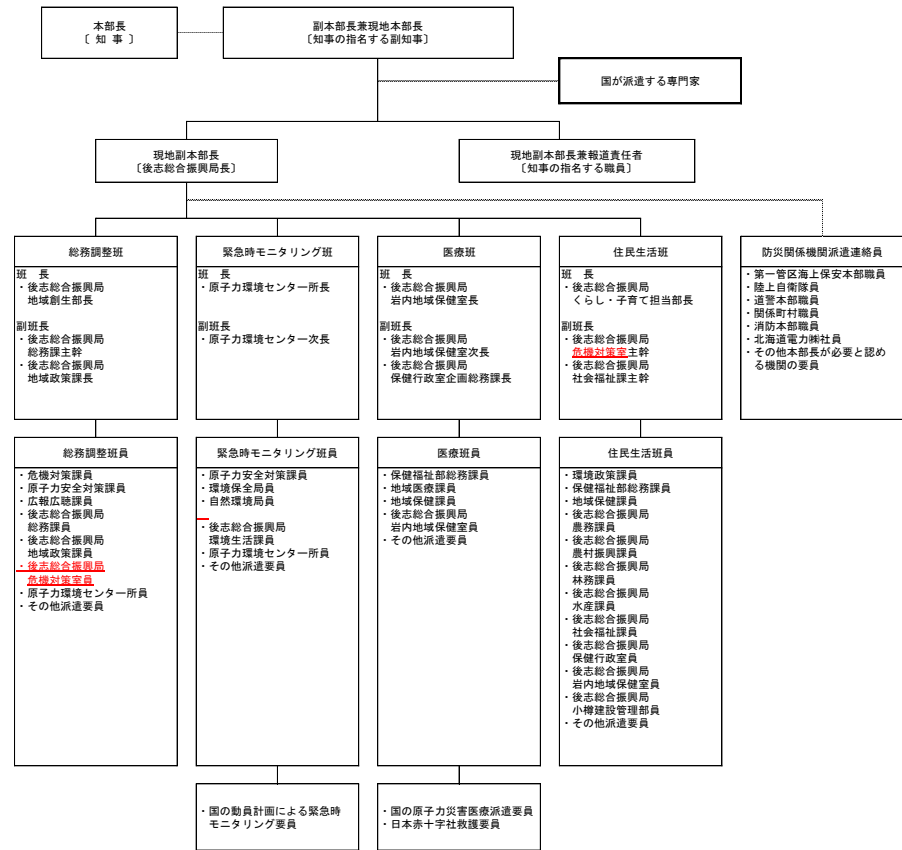 本部長
〔 知 事 〕
副本部長兼現地本部長
〔知事の指名する副知事〕
国が派遣する専門家
現地副本部長
〔後志総合振興局長〕
現地副本部長兼報道責任者
〔知事の指名する職員〕
総務調整班
班 長
・後志総合振興局
地域創生部長
副班長
・後志総合振興局
総務課主幹
・後志総合振興局
地域政策課長
緊急時モニタリング班
班 長
・原子力環境センター所長
副班長
・原子力環境センター次長
医療班
班 長
・後志総合振興局
岩内地域保健室長
副班長
・後志総合振興局
岩内地域保健室次長
・後志総合振興局
保健行政室企画総務課長
住民生活班
班 長
・後志総合振興局
くらし・子育て担当部長
副班長
・後志総合振興局
危機対策室主幹
・後志総合振興局
社会福祉課主幹
防災関係機関派遣連絡員
・第一管区海上保安本部職員
・陸上自衛隊員
・道警本部職員
・関係町村職員
・消防本部職員
・北海道電力㈱社員
・その他本部長が必要と認め
る機関の要員
総務調整班員
・危機対策課員
・原子力安全対策課員
・広報広聴課員
・後志総合振興局
総務課員
・後志総合振興局
地域政策課員
・後志総合振興局
危機対策室員
・原子力環境センター所員
・その他派遣要員
緊急時モニタリング班員
・原子力安全対策課員
・環境保全局員
・自然環境局員
・後志総合振興局
環境生活課員
・原子力環境センター所員
・その他派遣要員
医療班員
・保健福祉部総務課員
・地域医療課員
・地域保健課員
・後志総合振興局
岩内地域保健室員
・その他派遣要員
住民生活班員
・環境政策課員
・保健福祉部総務課員
・地域保健課員
・後志総合振興局
農務課員
・後志総合振興局
農村振興課員
・後志総合振興局
林務課員
・後志総合振興局
水産課員
・後志総合振興局
社会福祉課員
・後志総合振興局
保健行政室員
・後志総合振興局
岩内地域保健室員
・後志総合振興局
小樽建設管理部員
・その他派遣要員
・国の動員計画による緊急時
モニタリング要員
・国の原子力災害医療派遣要員
・日本赤十字社救護要員